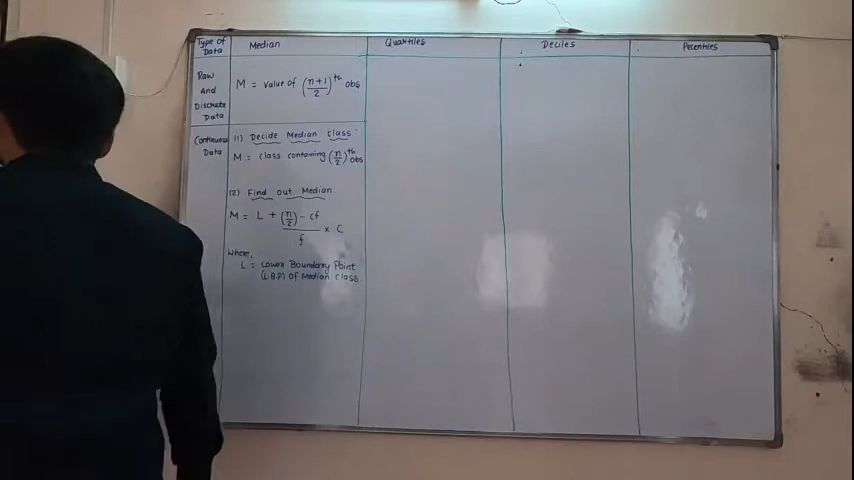 Type of Data
Median
Quartiles
Deciles
Pecentiles
Raw
And
Discrete
Data
M = value of (n+1/2)th obs
Continuous
Data
(1) Decide Median class:
M = class containing (n/2)th obs
(2) Find out Median:
M = L + (n/2) - cf / f × C
Where,
L = Lower Boundary Point
(L.B.P) of Median class.